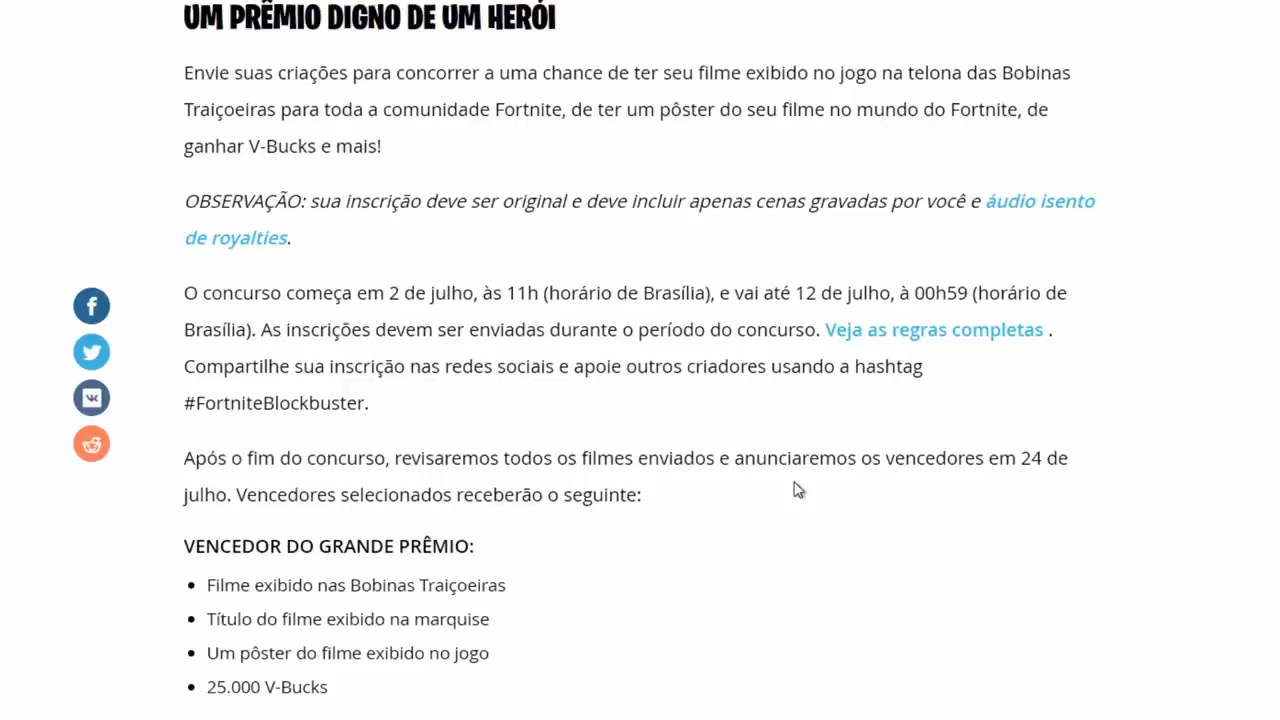 UM PRÊMIO DIGNO DE UM HERÓI
Envie suas criações para concorrer a uma chance de ter seu filme exibido no jogo na telona das Bobinas
Traiçoeiras para toda a comunidade Fortnite, de ter um pôster do seu filme no mundo do Fortnite, de
ganhar V-Bucks e mais!
OBSERVAÇÃO: sua inscrição deve ser original e deve incluir apenas cenas gravadas por você e áudio isento
de royalties.
O concurso começa em 2 de julho, às 11h (horário de Brasília), e vai até 12 de julho, à 00h59 (horário de
Brasília). As inscrições devem ser enviadas durante o período do concurso. Veja as regras completas .
Compartilhe sua inscrição nas redes sociais e apoie outros criadores usando a hashtag
#FortniteBlockbuster.
Após o fim do concurso, revisaremos todos os filmes enviados e anunciaremos os vencedores em 24 de
julho. Vencedores selecionados receberão o seguinte:
VENCEDOR DO GRANDE PRÊMIO:
• Filme exibido nas Bobinas Traiçoeiras
• Título do filme exibido na marquise
• Um pôster do filme exibido no jogo
• 25.000 V-Bucks